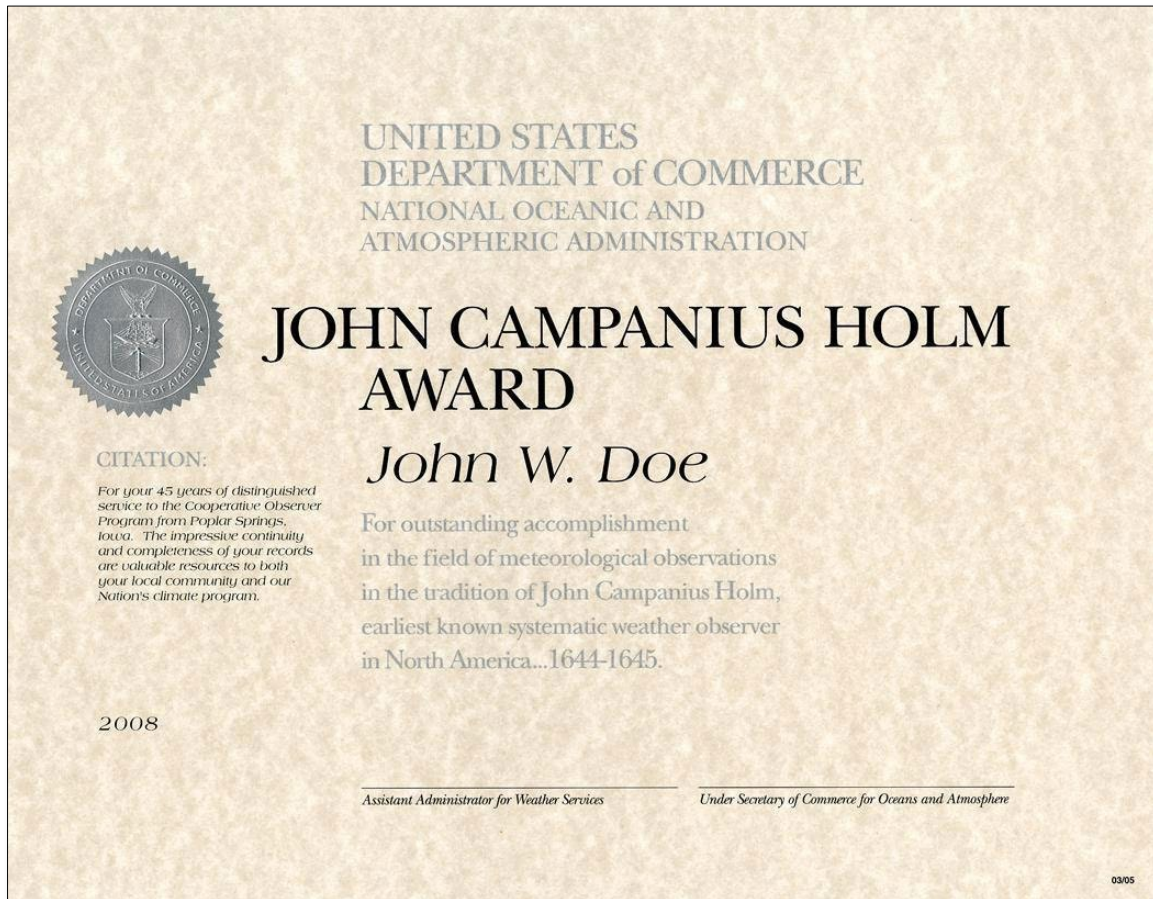 UNITED STATES
DEPARTMENT of COMMERCE
NATIONAL OCEANIC AND
ATMOSPHERIC ADMINISTRATION
DEPARTMENT OF COMMERCE
UNITED STATES OF AMERICA
JOHN CAMPANIUS HOLM
AWARD
John W. Doe
CITATION:
For your 45 years of distinguished
service to the Cooperative Observer
Program from Poplar Springs,
Iowa. The impressive continuity
and completeness of your records
are valuable resources to both
your local community and our
Nation's climate program.
For outstanding accomplishment
in the field of meteorological observations
in the tradition of John Campanius Holm,
earliest known systematic weather observer
in North America...1644-1645.
2008
Assistant Administrator for Weather Services
Under Secretary of Commerce for Oceans and Atmosphere
03/05